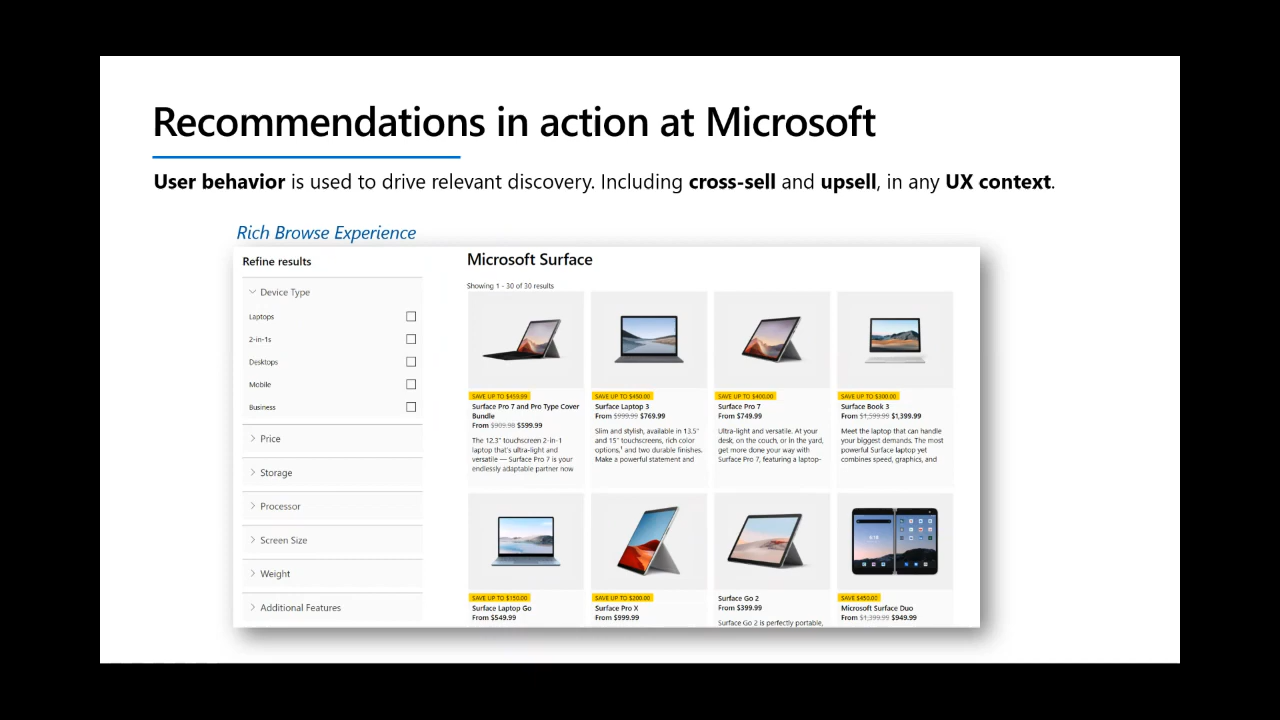 Recommendations in action at Microsoft
User behavior is used to drive relevant discovery. Including cross-sell and upsell, in any UX context.
Rich Browse Experience
Refine results
Device Type
Laptops
2-in-1s
Desktops
Mobile
Business
Price
Storage
Processor
Screen Size
Weight
Additional Features
Microsoft Surface
Showing 1 - 30 of 30 results
SAVE UP TO $459.99
Surface Pro 7 and Pro Type Cover
Bundle
From $909.98 $599.99
The 12.3" touchscreen 2-in-1
laptop that's ultra-light and
versatile — Surface Pro 7 is your
endlessly adaptable partner now
SAVE UP TO $450.00
Surface Laptop 3
From $999.99 $769.99
Slim and stylish, available in 13.5"
and 15" touchscreens, rich color
options,¹ and two durable finishes.
Make a powerful statement and
SAVE UP TO $400.00
Surface Pro 7
From $749.99
Ultra-light and versatile. At your
desk, on the couch, or in the yard,
get more done your way with
Surface Pro 7, featuring a laptop-
SAVE UP TO $300.00
Surface Book 3
From $1,599.99 $1,399.99
Meet the laptop that can handle
your biggest demands. The most
powerful Surface laptop yet
combines speed, graphics, and
SAVE UP TO $150.00
Surface Laptop Go
From $549.99
SAVE UP TO $200.00
Surface Pro X
From $999.99
Surface Go 2
From $399.99
Surface Go 2 is perfectly portable,
SAVE $450.00
Microsoft Surface Duo
From $1,399.99 $949.99